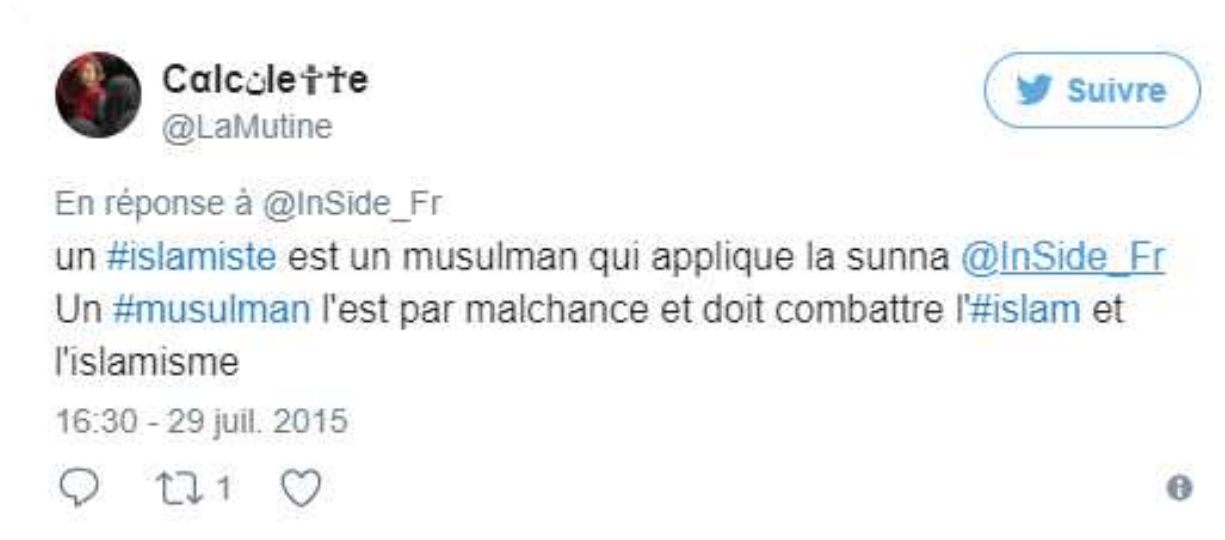 Cαlcﻥle✝✝e
Suivre
@LaMutine
En réponse à @InSide_Fr
un #islamiste est un musulman qui applique la sunna @InSide_Fr
Un #musulman l'est par malchance et doit combattre l'#islam et
l'islamisme
16:30 - 29 juil. 2015
1